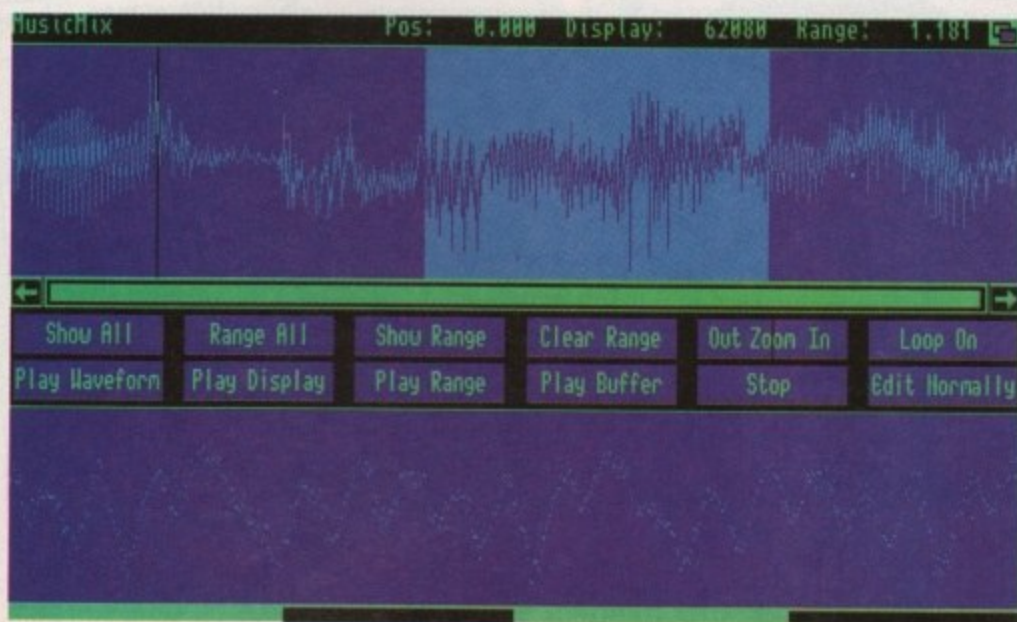 MusicMix Pos: 0.000 Display: 62080 Range: 1.181
Show All Range All Show Range Clear Range Out Zoom In Loop On
Play Waveform Play Display Play Range Play Buffer Stop Edit Normally